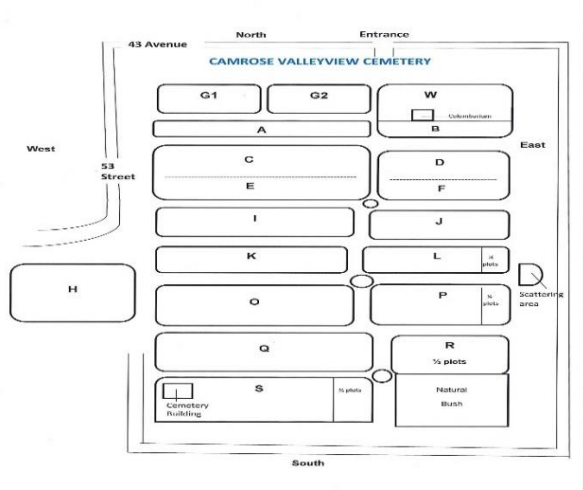 North
Entrance
43 Avenue
CAMROSE VALLEYVIEW CEMETERY
G1
G2
W
Columbarium
A
B
West
East
C
D
53
Street
E
F
I
J
K
L
½
plots
H
O
P
½
plots
Scattering
area
Q
R
½ plots
S
½ plots
Cemetery
Building
Natural
Bush
South